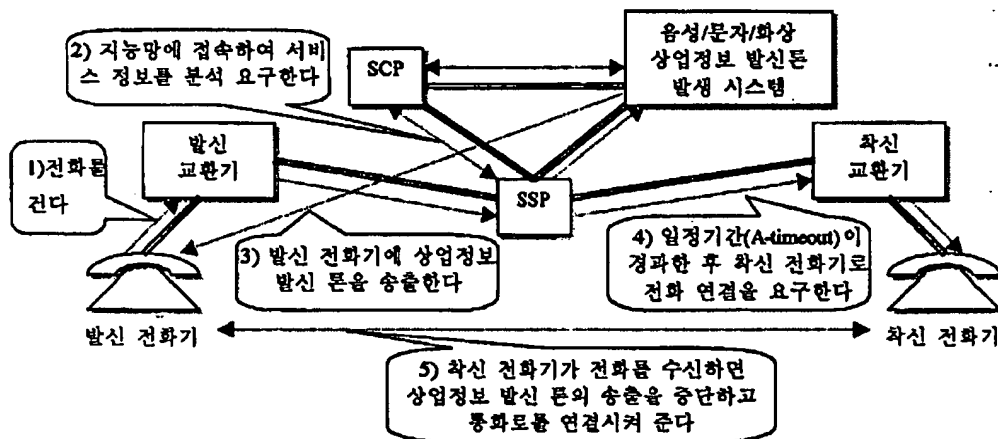 2) 지능망에 접속하여 서비
스 정보를 분석 요구한다
SCP
음성/문자/화상
상업정보 발신톤
발생 시스템
1)전화를
건다
발신
교환기
SSP
착신
교환기
3) 발신 전화기에 상업정보
발신 톤을 송출한다
4) 일정기간(A-timeout)이
경과한 후 착신 전화기로
전화 연결을 요구한다
발신 전화기
착신 전화기
5) 착신 전화기가 전화를 수신하면
상업정보 발신 톤의 송출을 중단하고
통화로를 연결시켜 준다